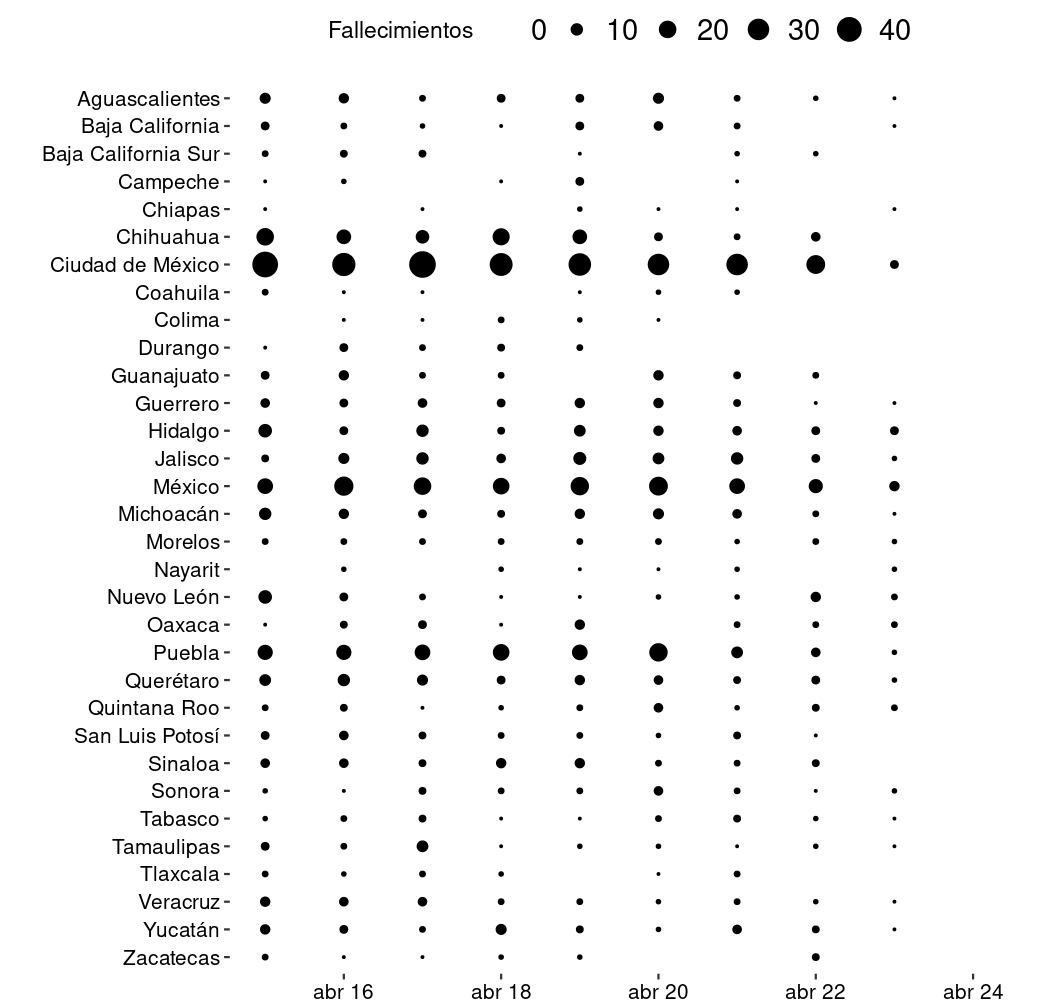 Fallecimientos 0 10 20 30 40
Aguascalientes
Baja California
Baja California Sur
Campeche
Chiapas
Chihuahua
Ciudad de México
Coahuila
Colima
Durango
Guanajuato
Guerrero
Hidalgo
Jalisco
México
Michoacán
Morelos
Nayarit
Nuevo León
Oaxaca
Puebla
Querétaro
Quintana Roo
San Luis Potosí
Sinaloa
Sonora
Tabasco
Tamaulipas
Tlaxcala
Veracruz
Yucatán
Zacatecas
abr 16 abr 18 abr 20 abr 22 abr 24